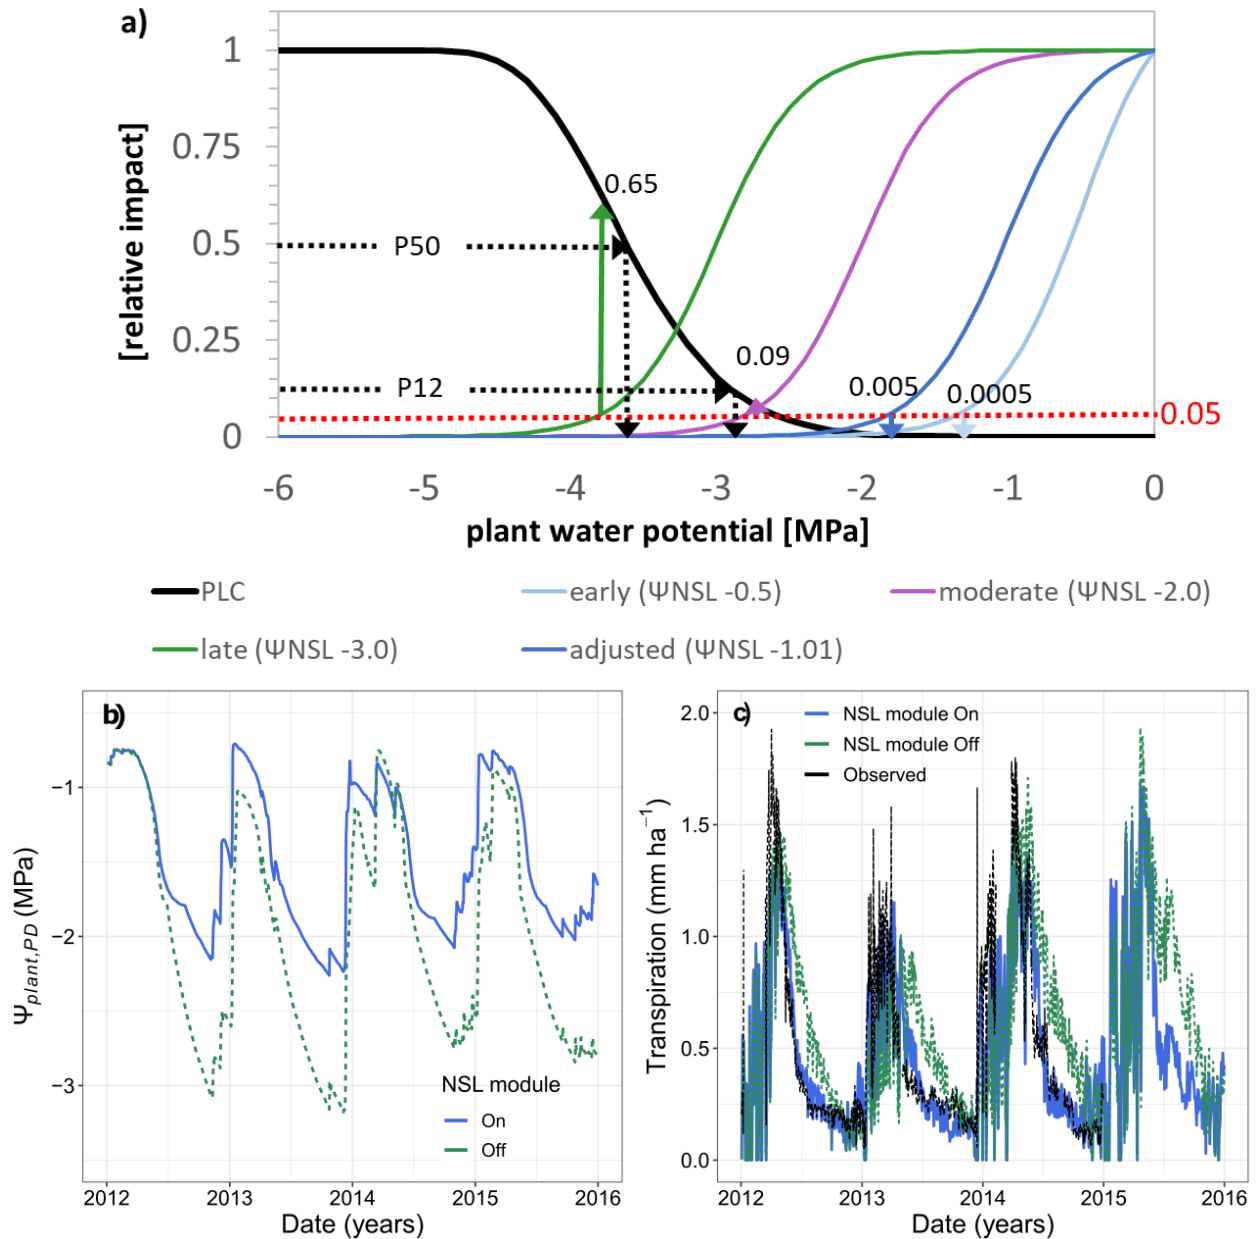 a)
[relative impact]
1
0.75
0.5
0.25
0
0.65
P50
0.09
P12
0.005
0.0005
0.05
-6 -5 -4 -3 -2 -1 0
plant water potential [MPa]
PLC early (ΨNSL -0.5) moderate (ΨNSL -2.0)
late (ΨNSL -3.0) adjusted (ΨNSL -1.01)
b)
Ψplant,PD (MPa)
−1
−2
−3
NSL module
On
Off
2012 2013 2014 2015 2016
Date (years)
c)
Transpiration (mm ha−1)
2.0
1.5
1.0
0.5
0.0
NSL module On
NSL module Off
Observed
2012 2013 2014 2015 2016
Date (years)